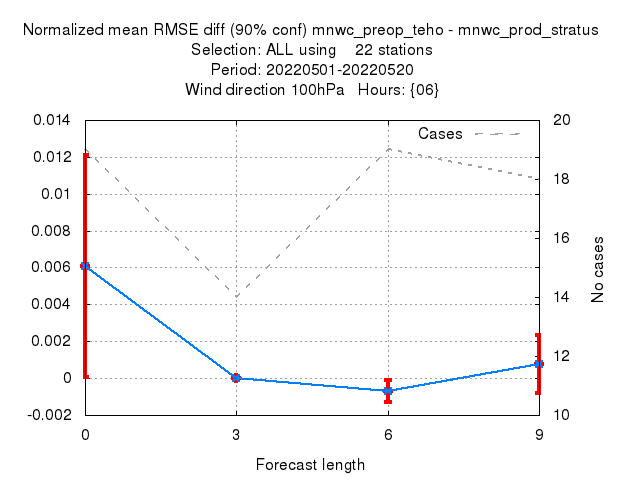 Normalized mean RMSE diff (90% conf) mnwc_preop_teho - mnwc_prod_stratus
Selection: ALL using    22 stations
Period: 20220501-20220520
Wind direction 100hPa   Hours: {06}
Cases
0.014
0.012
0.01
0.008
0.006
0.004
0.002
0
-0.002
20
18
16
14
12
10
No cases
0 3 6 9
Forecast length